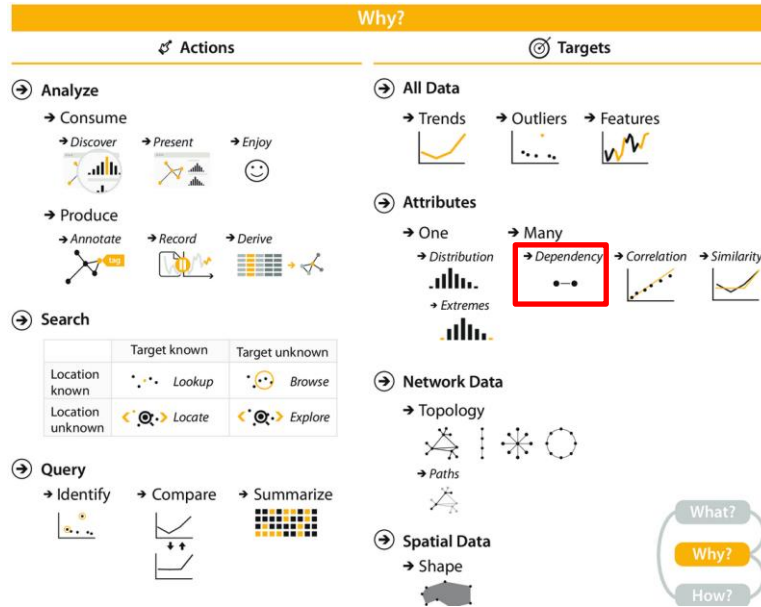 Why?
Actions
Analyze
→ Consume
→ Discover → Present → Enjoy
→ Produce
→ Annotate → Record → Derive
tag
Search
Target known Target unknown
Location known Lookup Browse
Location unknown Locate Explore
Query
→ Identify → Compare → Summarize
Targets
All Data
→ Trends → Outliers → Features
Attributes
→ One → Many
→ Distribution → Dependency → Correlation → Similarity
→ Extremes
Network Data
→ Topology
→ Paths
Spatial Data
→ Shape
What?
Why?
How?